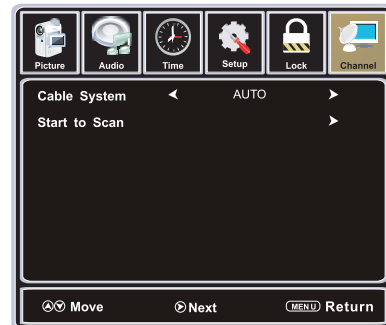 Picture Audio Time Setup Lock Channel
Cable System AUTO
Start to Scan
Move Next MENU Return